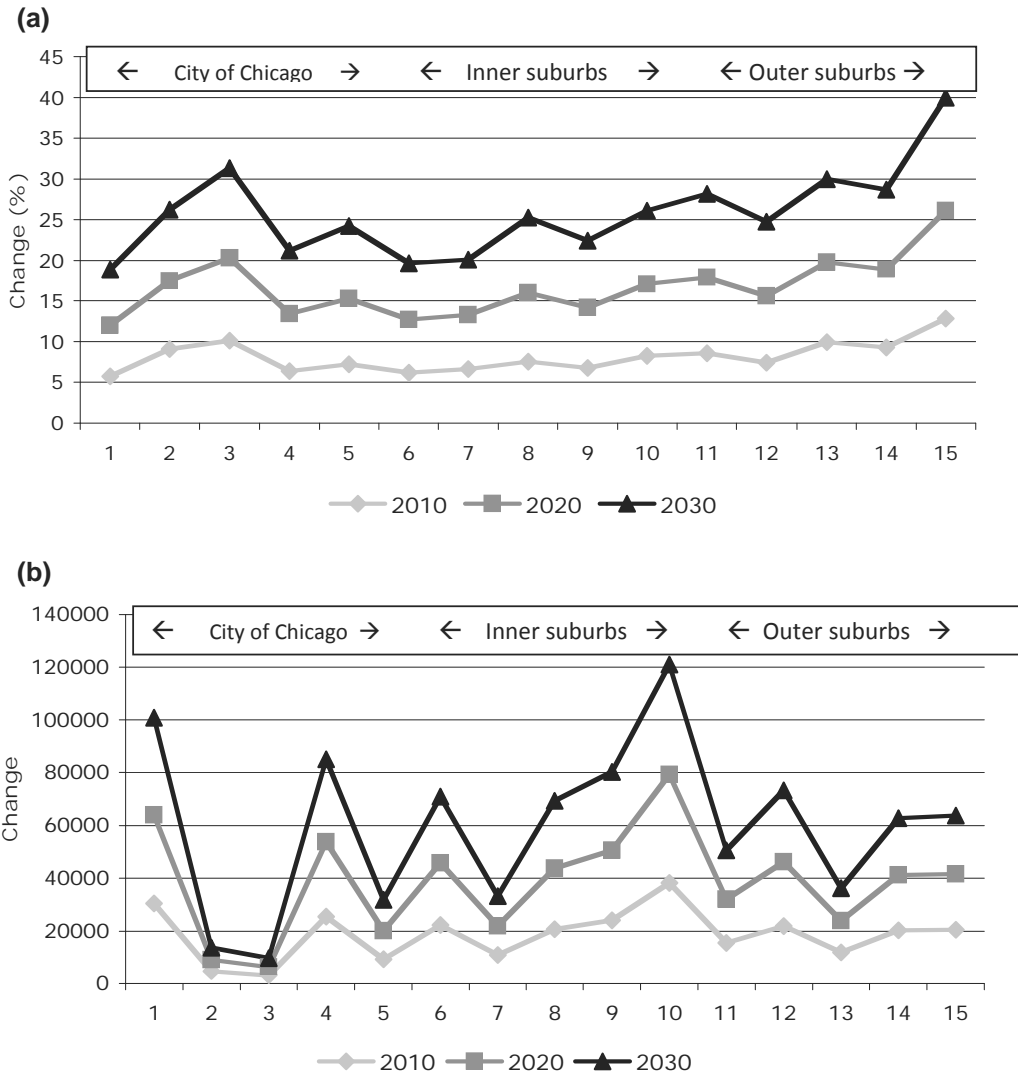 (a)
45
40
35
30
25
20
15
10
5
0
Change (%)
← City of Chicago → ← Inner suburbs → ← Outer suburbs →
1 2 3 4 5 6 7 8 9 10 11 12 13 14 15
2010 2020 2030
(b)
140000
120000
100000
80000
60000
40000
20000
0
Change
← City of Chicago → ← Inner suburbs → ← Outer suburbs →
1 2 3 4 5 6 7 8 9 10 11 12 13 14 15
2010 2020 2030